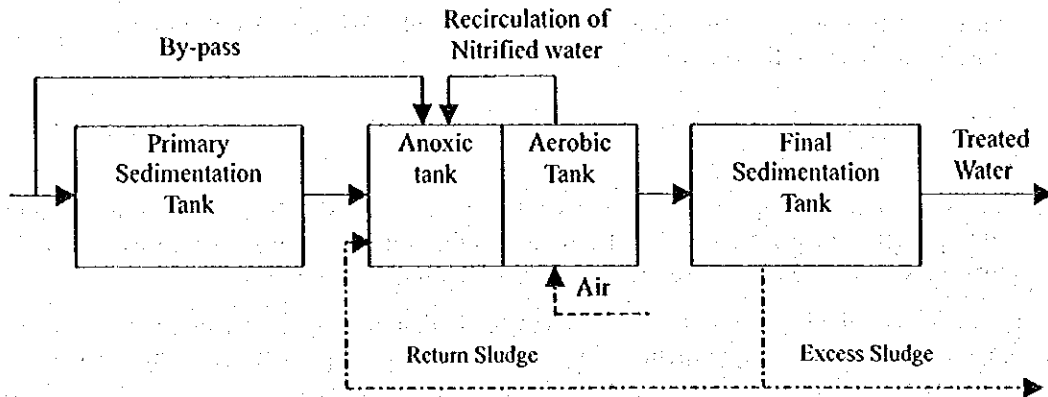 Recirculation of
Nitrified water
By-pass
Primary
Sedimentation
Tank
Anoxic
tank
Aerobic
Tank
Final
Sedimentation
Tank
Treated
Water
Air
Return Sludge
Excess Sludge